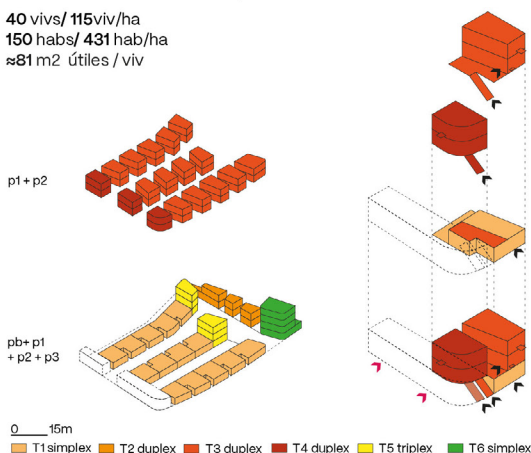 40 vivs/ 115viv/ha
150 habs/ 431 hab/ha
≈81 m2 útiles / viv
p1 + p2
pb+ p1
+ p2 + p3
0 15m
T1 simplex T2 duplex T3 duplex T4 duplex T5 triplex T6 simplex